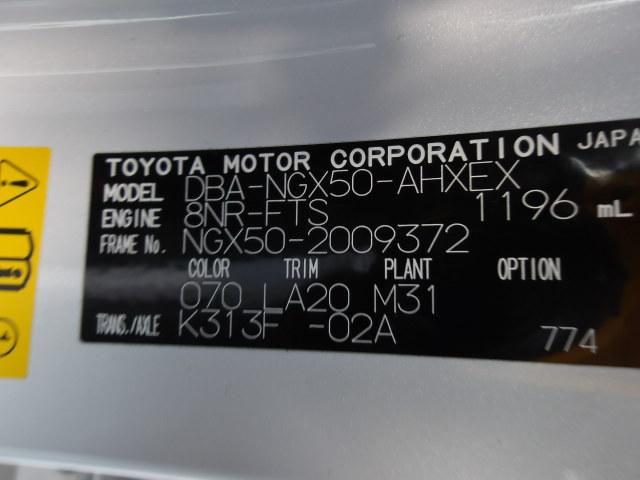 TOYOTA MOTOR CORPORATION JAPA
MODEL DBA-NGX50-AHXEX
ENGINE 8NR-FTS 1196 mL
FRAME No. NGX50-2009372
COLOR TRIM PLANT OPTION
070 LA20 M31
TRANS./AXLE K313F -02A
774